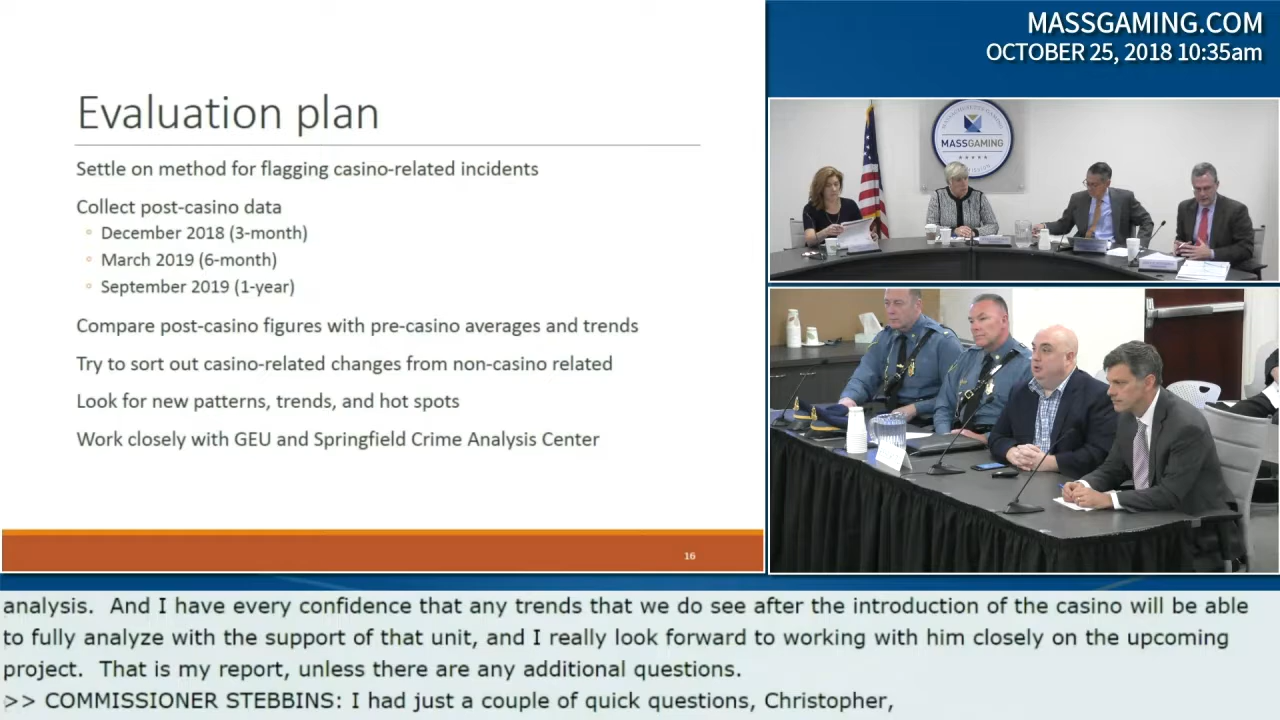 MASSGAMING.COM
OCTOBER 25, 2018 10:35am
Evaluation plan
Settle on method for flagging casino-related incidents
Collect post-casino data
◦ December 2018 (3-month)
◦ March 2019 (6-month)
◦ September 2019 (1-year)
Compare post-casino figures with pre-casino averages and trends
Try to sort out casino-related changes from non-casino related
Look for new patterns, trends, and hot spots
Work closely with GEU and Springfield Crime Analysis Center
16
MASSGAMING
analysis. And I have every confidence that any trends that we do see after the introduction of the casino will be able
to fully analyze with the support of that unit, and I really look forward to working with him closely on the upcoming
project. That is my report, unless there are any additional questions.
>> COMMISSIONER STEBBINS: I had just a couple of quick questions, Christopher,